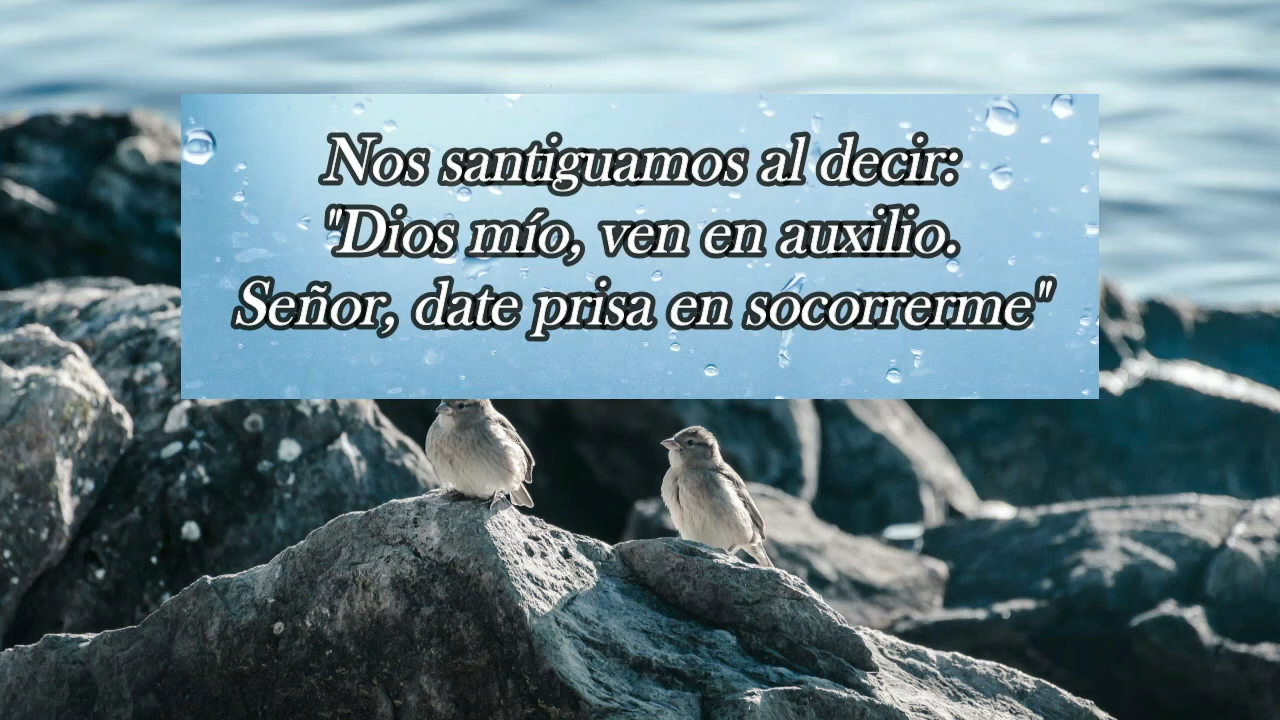 Nos santiguamos al decir:
"Dios mío, ven en auxilio.
Señor, date prisa en socorrerme"